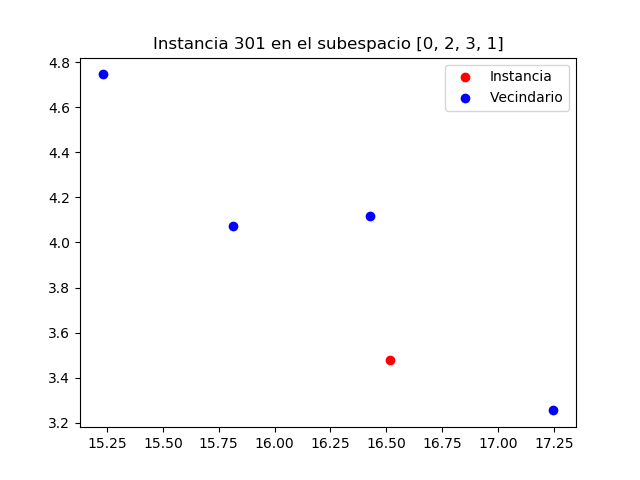 Instancia 301 en el subespacio [0, 2, 3, 1]
Instancia
Vecindario
4.8
4.6
4.4
4.2
4.0
3.8
3.6
3.4
3.2
15.25 15.50 15.75 16.00 16.25 16.50 16.75 17.00 17.25